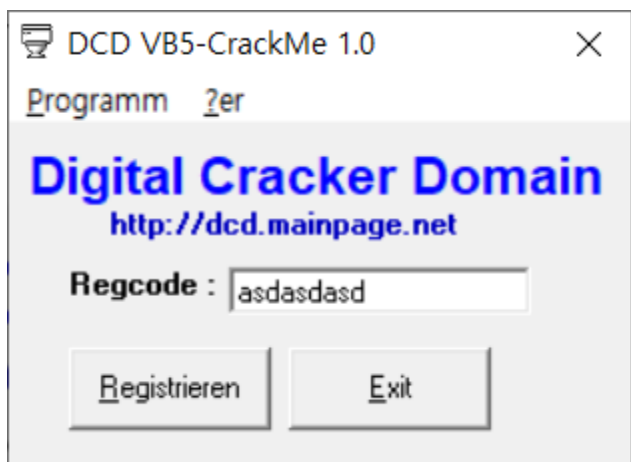 DCD VB5-CrackMe 1.0
Programm ?er
Digital Cracker Domain
http://dcd.mainpage.net
Regcode : asdasdasd
Registrieren Exit